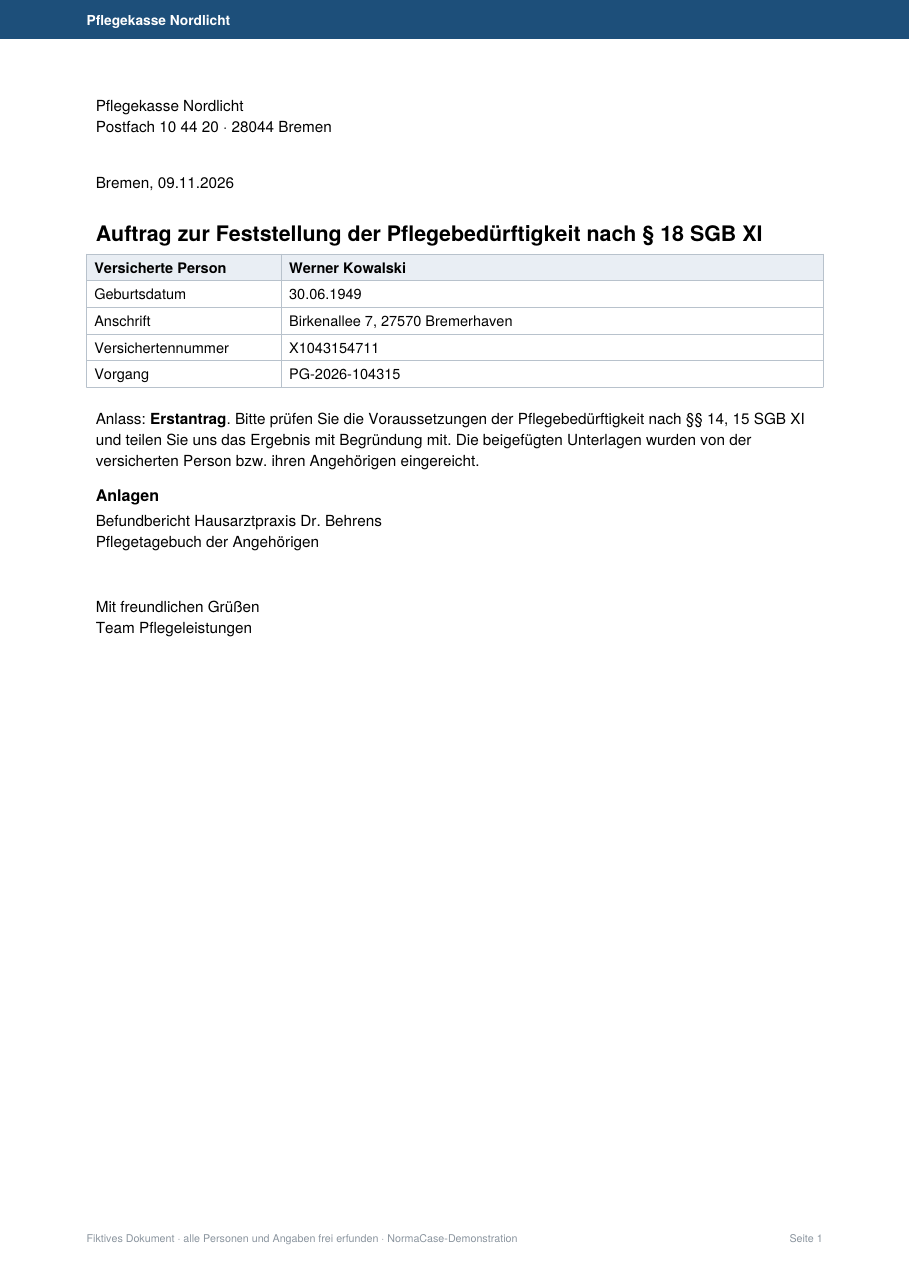 Pflegekasse Nordlicht
Pflegekasse Nordlicht
Postfach 10 44 20 · 28044 Bremen
Bremen, 09.11.2026
Auftrag zur Feststellung der Pflegebedürftigkeit nach § 18 SGB XI
Versicherte Person Werner Kowalski
Geburtsdatum 30.06.1949
Anschrift Birkenallee 7, 27570 Bremerhaven
Versichertennummer X1043154711
Vorgang PG-2026-104315
Anlass: Erstantrag. Bitte prüfen Sie die Voraussetzungen der Pflegebedürftigkeit nach §§ 14, 15 SGB XI
und teilen Sie uns das Ergebnis mit Begründung mit. Die beigefügten Unterlagen wurden von der
versicherten Person bzw. ihren Angehörigen eingereicht.
Anlagen
Befundbericht Hausarztpraxis Dr. Behrens
Pflegetagebuch der Angehörigen
Mit freundlichen Grüßen
Team Pflegeleistungen
Fiktives Dokument · alle Personen und Angaben frei erfunden · NormaCase-Demonstration Seite 1